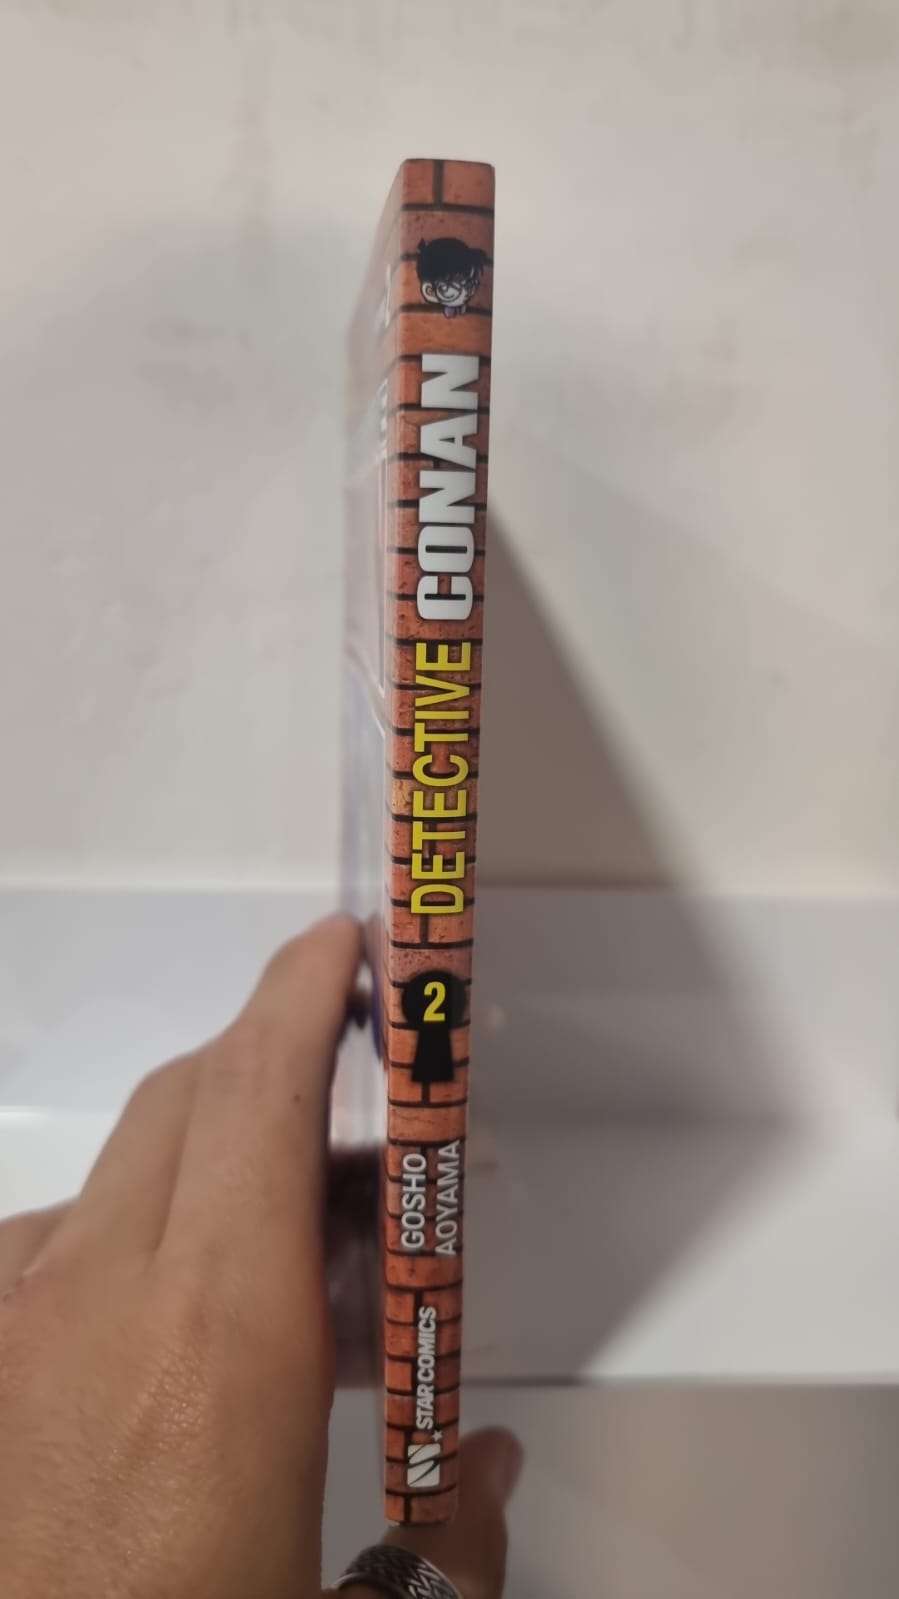 DETECTIVE CONAN
2
GOSHO
AOYAMA
STAR COMICS